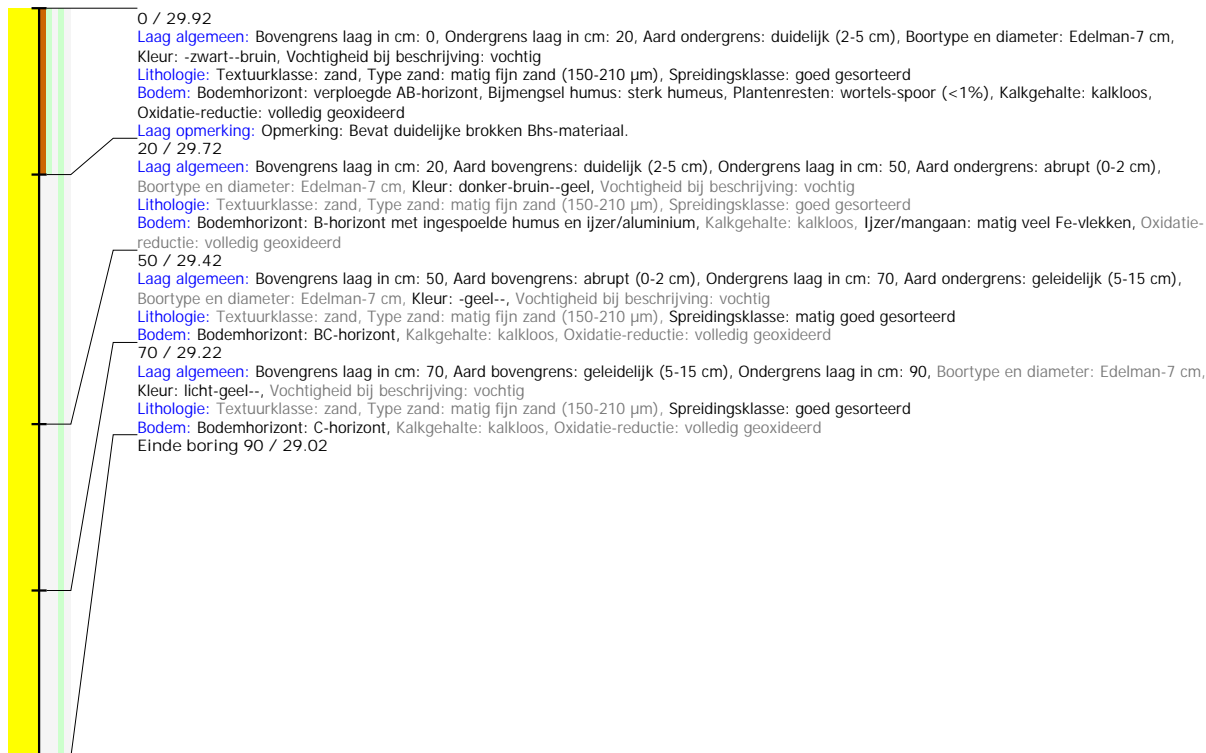 0 / 29.92
Laag algemeen: Bovengrens laag in cm: 0, Ondergrens laag in cm: 20, Aard ondergrens: duidelijk (2-5 cm), Boortype en diameter: Edelman-7 cm,
Kleur: -zwart--bruin, Vochtigheid bij beschrijving: vochtig
Lithologie: Textuurklasse: zand, Type zand: matig fijn zand (150-210 µm), Spreidingsklasse: goed gesorteerd
Bodem: Bodemhorizont: verploegde AB-horizont, Bijmengsel humus: sterk humeus, Plantenresten: wortels-spoor (<1%), Kalkgehalte: kalkloos,
Oxidatie-reductie: volledig geoxideerd
Laag opmerking: Opmerking: Bevat duidelijke brokken Bhs-materiaal.
20 / 29.72
Laag algemeen: Bovengrens laag in cm: 20, Aard bovengrens: duidelijk (2-5 cm), Ondergrens laag in cm: 50, Aard ondergrens: abrupt (0-2 cm),
Boortype en diameter: Edelman-7 cm, Kleur: donker-bruin--geel, Vochtigheid bij beschrijving: vochtig
Lithologie: Textuurklasse: zand, Type zand: matig fijn zand (150-210 µm), Spreidingsklasse: goed gesorteerd
Bodem: Bodemhorizont: B-horizont met ingespoelde humus en ijzer/aluminium, Kalkgehalte: kalkloos, Ijzer/mangaan: matig veel Fe-vlekken, Oxidatie-
reductie: volledig geoxideerd
50 / 29.42
Laag algemeen: Bovengrens laag in cm: 50, Aard bovengrens: abrupt (0-2 cm), Ondergrens laag in cm: 70, Aard ondergrens: geleidelijk (5-15 cm),
Boortype en diameter: Edelman-7 cm, Kleur: -geel--, Vochtigheid bij beschrijving: vochtig
Lithologie: Textuurklasse: zand, Type zand: matig fijn zand (150-210 µm), Spreidingsklasse: matig goed gesorteerd
Bodem: Bodemhorizont: BC-horizont, Kalkgehalte: kalkloos, Oxidatie-reductie: volledig geoxideerd
70 / 29.22
Laag algemeen: Bovengrens laag in cm: 70, Aard bovengrens: geleidelijk (5-15 cm), Ondergrens laag in cm: 90, Boortype en diameter: Edelman-7 cm,
Kleur: licht-geel--, Vochtigheid bij beschrijving: vochtig
Lithologie: Textuurklasse: zand, Type zand: matig fijn zand (150-210 µm), Spreidingsklasse: goed gesorteerd
Bodem: Bodemhorizont: C-horizont, Kalkgehalte: kalkloos, Oxidatie-reductie: volledig geoxideerd
Einde boring 90 / 29.02